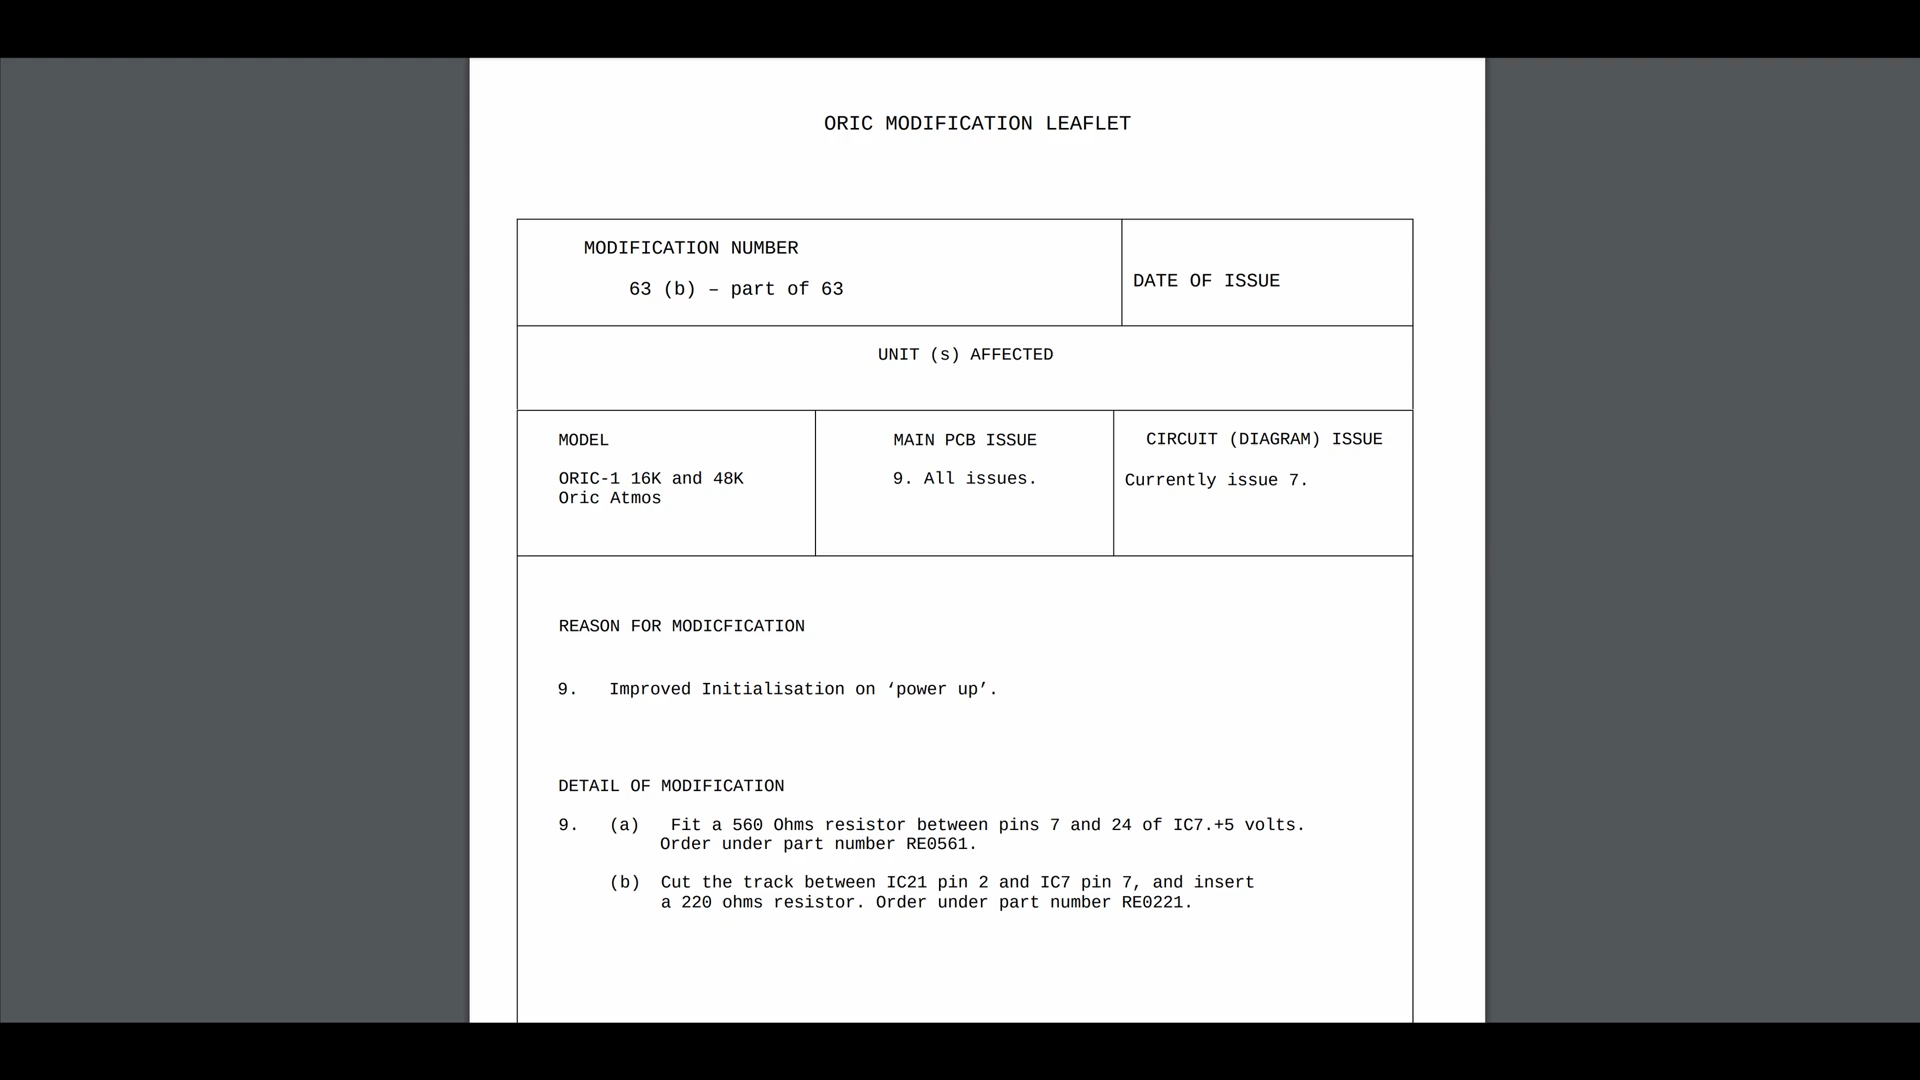 ORIC MODIFICATION LEAFLET
MODIFICATION NUMBER
63 (b) – part of 63
DATE OF ISSUE
UNIT (s) AFFECTED
MODEL
ORIC-1 16K and 48K
Oric Atmos
MAIN PCB ISSUE
9. All issues.
CIRCUIT (DIAGRAM) ISSUE
Currently issue 7.
REASON FOR MODICFICATION
9. Improved Initialisation on ‘power up’.
DETAIL OF MODIFICATION
9. (a) Fit a 560 Ohms resistor between pins 7 and 24 of IC7.+5 volts.
Order under part number RE0561.
(b) Cut the track between IC21 pin 2 and IC7 pin 7, and insert
a 220 ohms resistor. Order under part number RE0221.